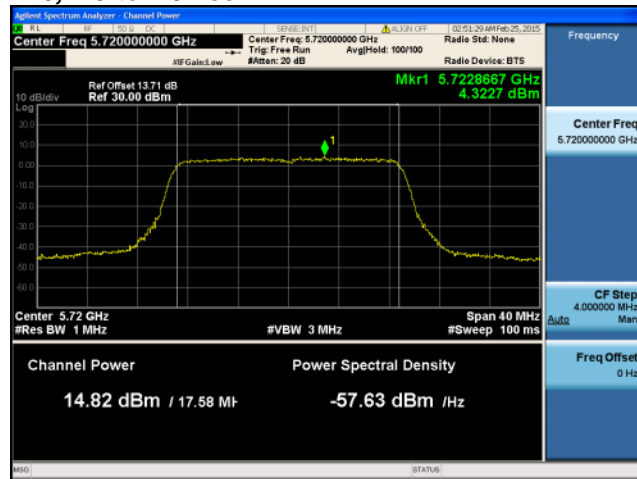 Agilent Spectrum Analyzer - Channel Power
RL RF 50 Ω DC SENSE:INT ALIGN OFF 02:51:29 AM Feb 25, 2015
Center Freq 5.720000000 GHz
Center Freq: 5.720000000 GHz Radio Std: None
Trig: Free Run Avg|Hold: 100/100
#IFGain:Low #Atten: 20 dB Radio Device: BTS
Frequency
Ref Offset 13.71 dB Mkr1 5.7228667 GHz
10 dB/div Ref 30.00 dBm 4.3227 dBm
Log
20.0
10.0
0.00
-10.0
-20.0
-30.0
-40.0
-50.0
-60.0
1
Center 5.72 GHz Span 40 MHz
#Res BW 1 MHz #VBW 3 MHz #Sweep 100 ms
Channel Power Power Spectral Density
14.82 dBm / 17.58 MH -57.63 dBm /Hz
Center Freq
5.720000000 GHz
CF Step
4.000000 MHz
Auto Man
Freq Offset
0 Hz
MSG STATUS